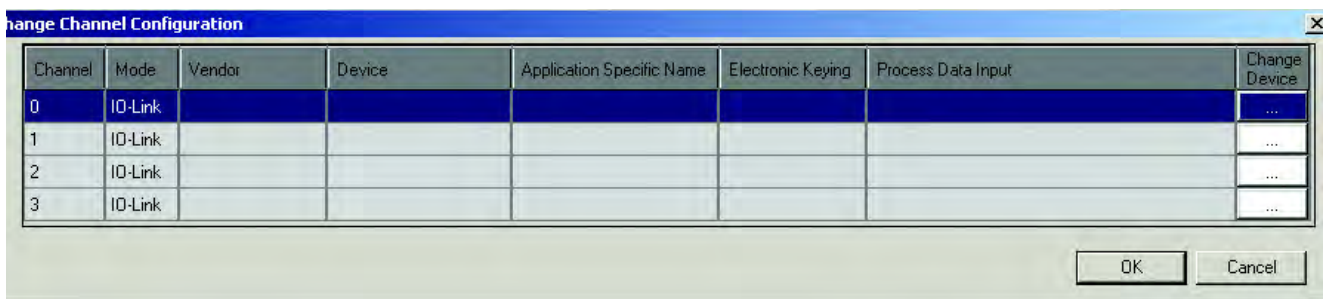 hange Channel Configuration
Channel Mode Vendor Device Application Specific Name Electronic Keying Process Data Input Change Device
0 IO-Link ...
1 IO-Link ...
2 IO-Link ...
3 IO-Link ...
OK Cancel